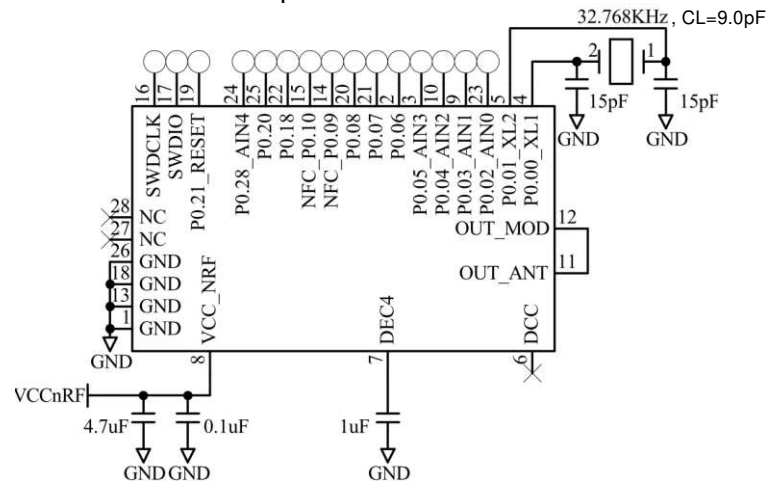 32.768KHz, CL=9.0pF
2
1
15pF
15pF
GND
GND
16
17
19
24
25
22
15
14
20
21
2
3
10
9
23
5
4
SWDCLK
SWDIO
P0.21_RESET
P0.28_AIN4
P0.20
P0.18
NFC_P0.10
NFC_P0.09
P0.08
P0.07
P0.06
P0.05_AIN3
P0.04_AIN2
P0.03_AIN1
P0.02_AIN0
P0.01_XL2
P0.00_XL1
28 NC
27 NC
26 GND
18 GND
13 GND
1 GND
GND
OUT_MOD 12
OUT_ANT 11
VCC_NRF
DEC4
DCC
8
7
6
VCCnRF
4.7uF
0.1uF
1uF
GND
GND
GND